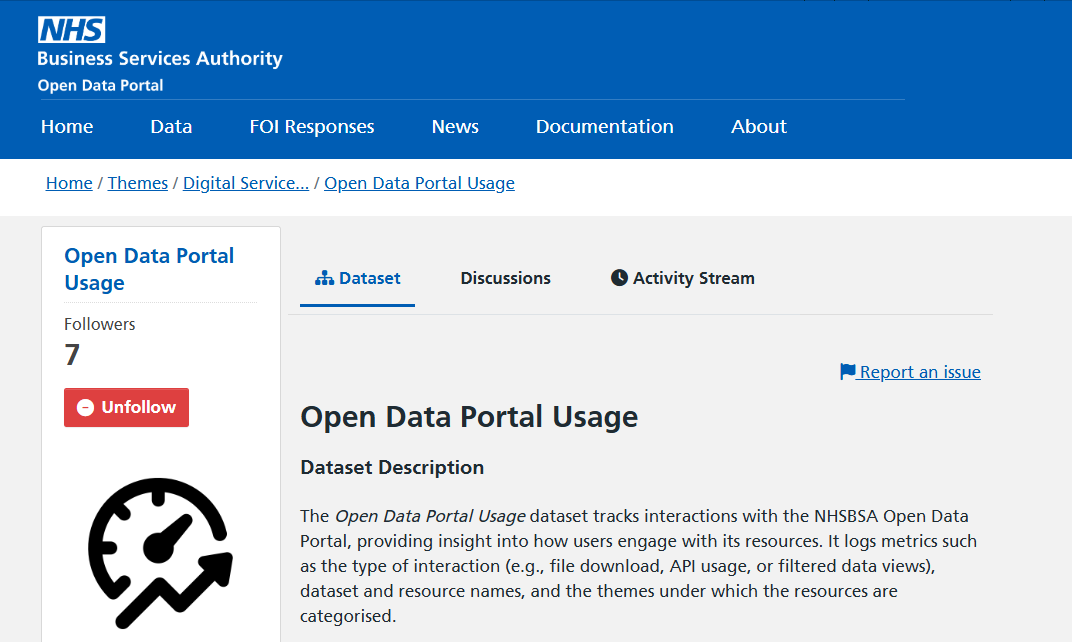 NHS
Business Services Authority
Open Data Portal
Home Data FOI Responses News Documentation About
Home / Themes / Digital Service... / Open Data Portal Usage
Open Data Portal
Usage
Followers
7
Unfollow
Dataset Discussions Activity Stream
Report an issue
Open Data Portal Usage
Dataset Description
The Open Data Portal Usage dataset tracks interactions with the NHSBSA Open Data
Portal, providing insight into how users engage with its resources. It logs metrics such
as the type of interaction (e.g., file download, API usage, or filtered data views),
dataset and resource names, and the themes under which the resources are
categorised.